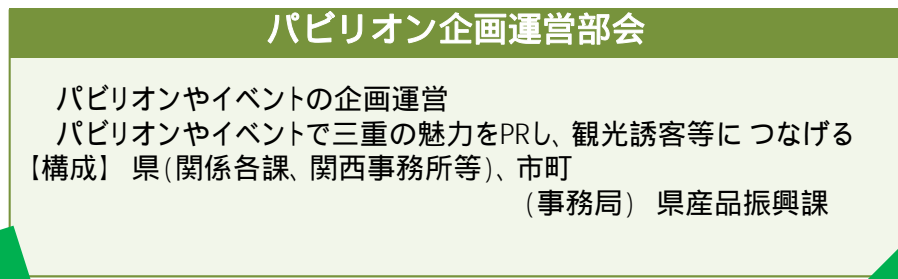 パビリオン企画運営部会
パビリオンやイベントの企画運営
パビリオンやイベントで三重の魅力をPRし、観光誘客等に つなげる
【構成】 県(関係各課、関西事務所等)、市町
(事務局) 県産品振興課